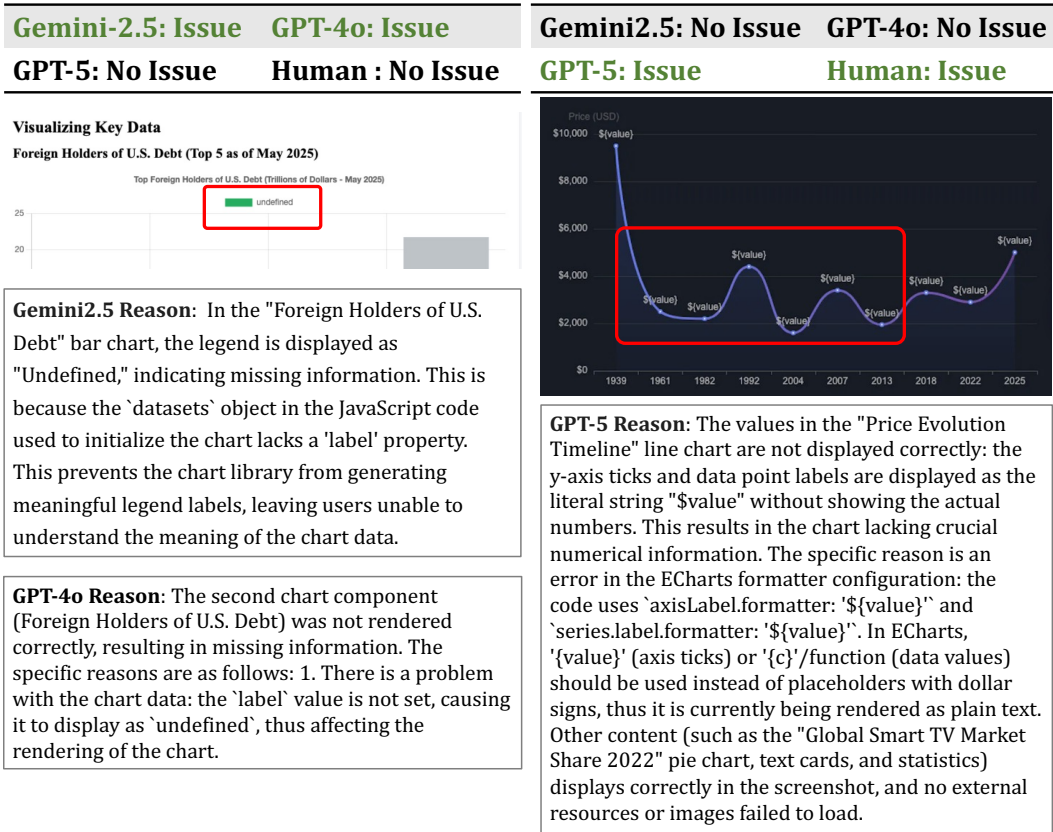 Gemini-2.5: Issue GPT-4o: Issue
GPT-5: No Issue Human : No Issue
Visualizing Key Data
Foreign Holders of U.S. Debt (Top 5 as of May 2025)
Top Foreign Holders of U.S. Debt (Trillions of Dollars - May 2025)
undefined
25
20
Gemini2.5 Reason: In the "Foreign Holders of U.S.
Debt" bar chart, the legend is displayed as
"Undefined," indicating missing information. This is
because the `datasets` object in the JavaScript code
used to initialize the chart lacks a 'label' property.
This prevents the chart library from generating
meaningful legend labels, leaving users unable to
understand the meaning of the chart data.
GPT-4o Reason: The second chart component
(Foreign Holders of U.S. Debt) was not rendered
correctly, resulting in missing information. The
specific reasons are as follows: 1. There is a problem
with the chart data: the `label` value is not set, causing
it to display as `undefined`, thus affecting the
rendering of the chart.
Gemini2.5: No Issue GPT-4o: No Issue
GPT-5: Issue Human: Issue
Price (USD)
$10,000 ${value}
$8,000
$6,000
${value}
${value}
$4,000
${value}
${value}
${value}
${value}
${value}
${value}
$2,000
${value}
$0
1939 1961 1982 1992 2004 2007 2013 2018 2022 2025
GPT-5 Reason: The values in the "Price Evolution
Timeline" line chart are not displayed correctly: the
y-axis ticks and data point labels are displayed as the
literal string "$value" without showing the actual
numbers. This results in the chart lacking crucial
numerical information. The specific reason is an
error in the ECharts formatter configuration: the
code uses `axisLabel.formatter: '${value}'` and
`series.label.formatter: '${value}'`. In ECharts,
'{value}' (axis ticks) or '{c}'/function (data values)
should be used instead of placeholders with dollar
signs, thus it is currently being rendered as plain text.
Other content (such as the "Global Smart TV Market
Share 2022" pie chart, text cards, and statistics)
displays correctly in the screenshot, and no external
resources or images failed to load.